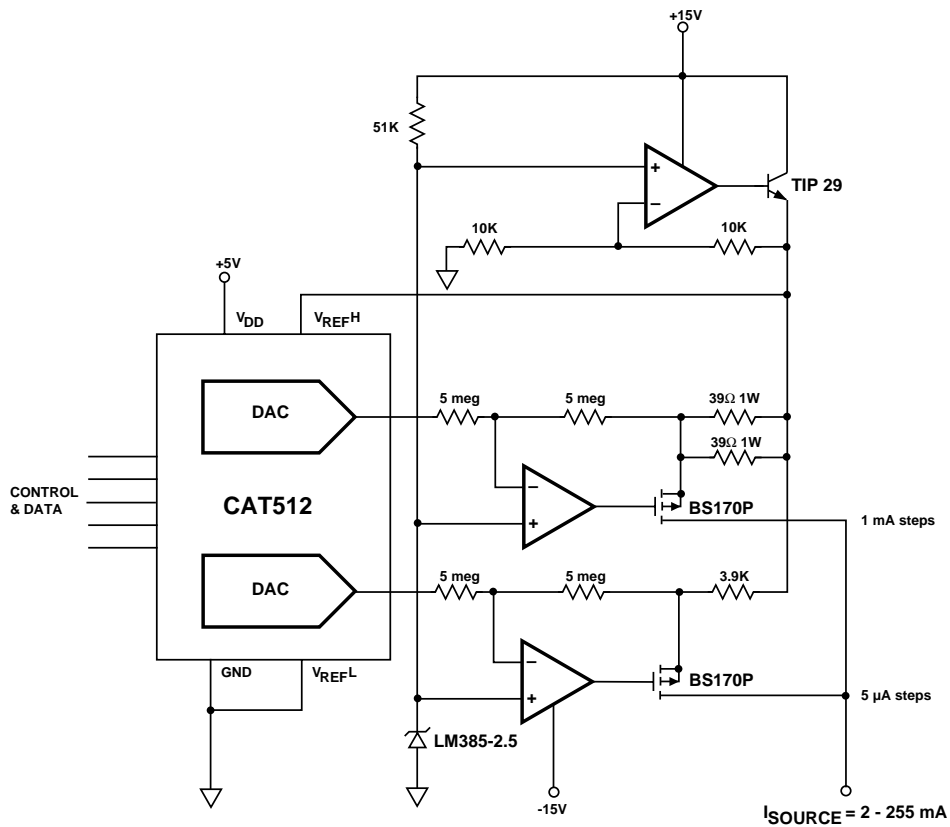 +15V
51K
+
−
TIP 29
10K
10K
+5V
VDD
VREFH
DAC
5 meg
5 meg
39Ω 1W
39Ω 1W
−
+
BS170P
CONTROL
& DATA
CAT512
1 mA steps
DAC
5 meg
5 meg
3.9K
−
+
BS170P
GND
VREFL
5 µA steps
LM385-2.5
-15V
ISOURCE = 2 - 255 mA